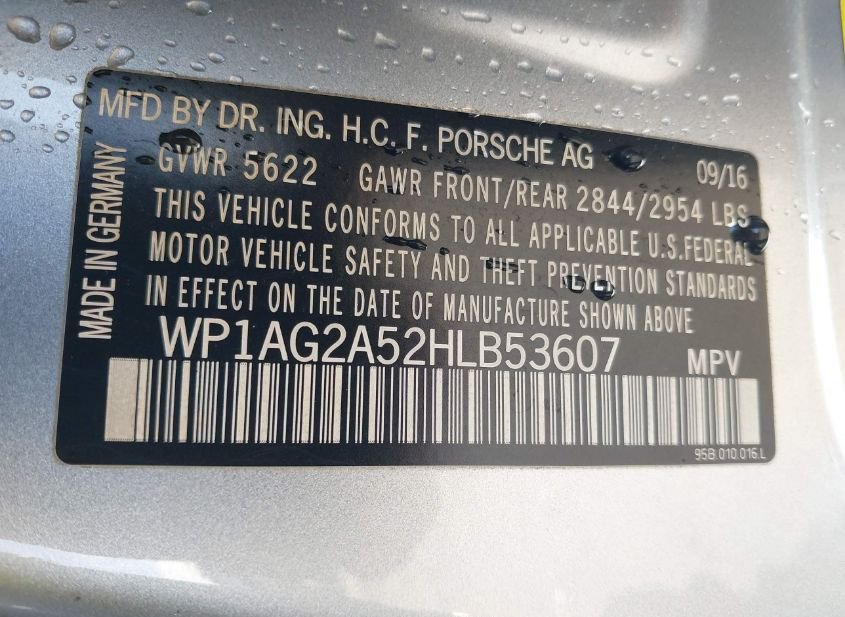 MFD BY DR. ING. H.C. F. PORSCHE AG 09/16
GVWR 5622 GAWR FRONT/REAR 2844/2954 LBS
THIS VEHICLE CONFORMS TO ALL APPLICABLE U.S.FEDERAL
MOTOR VEHICLE SAFETY AND THEFT PREVENTION STANDARDS
IN EFFECT ON THE DATE OF MANUFACTURE SHOWN ABOVE
WP1AG2A52HLB53607 MPV
95B.010.016.L
MADE IN GERMANY